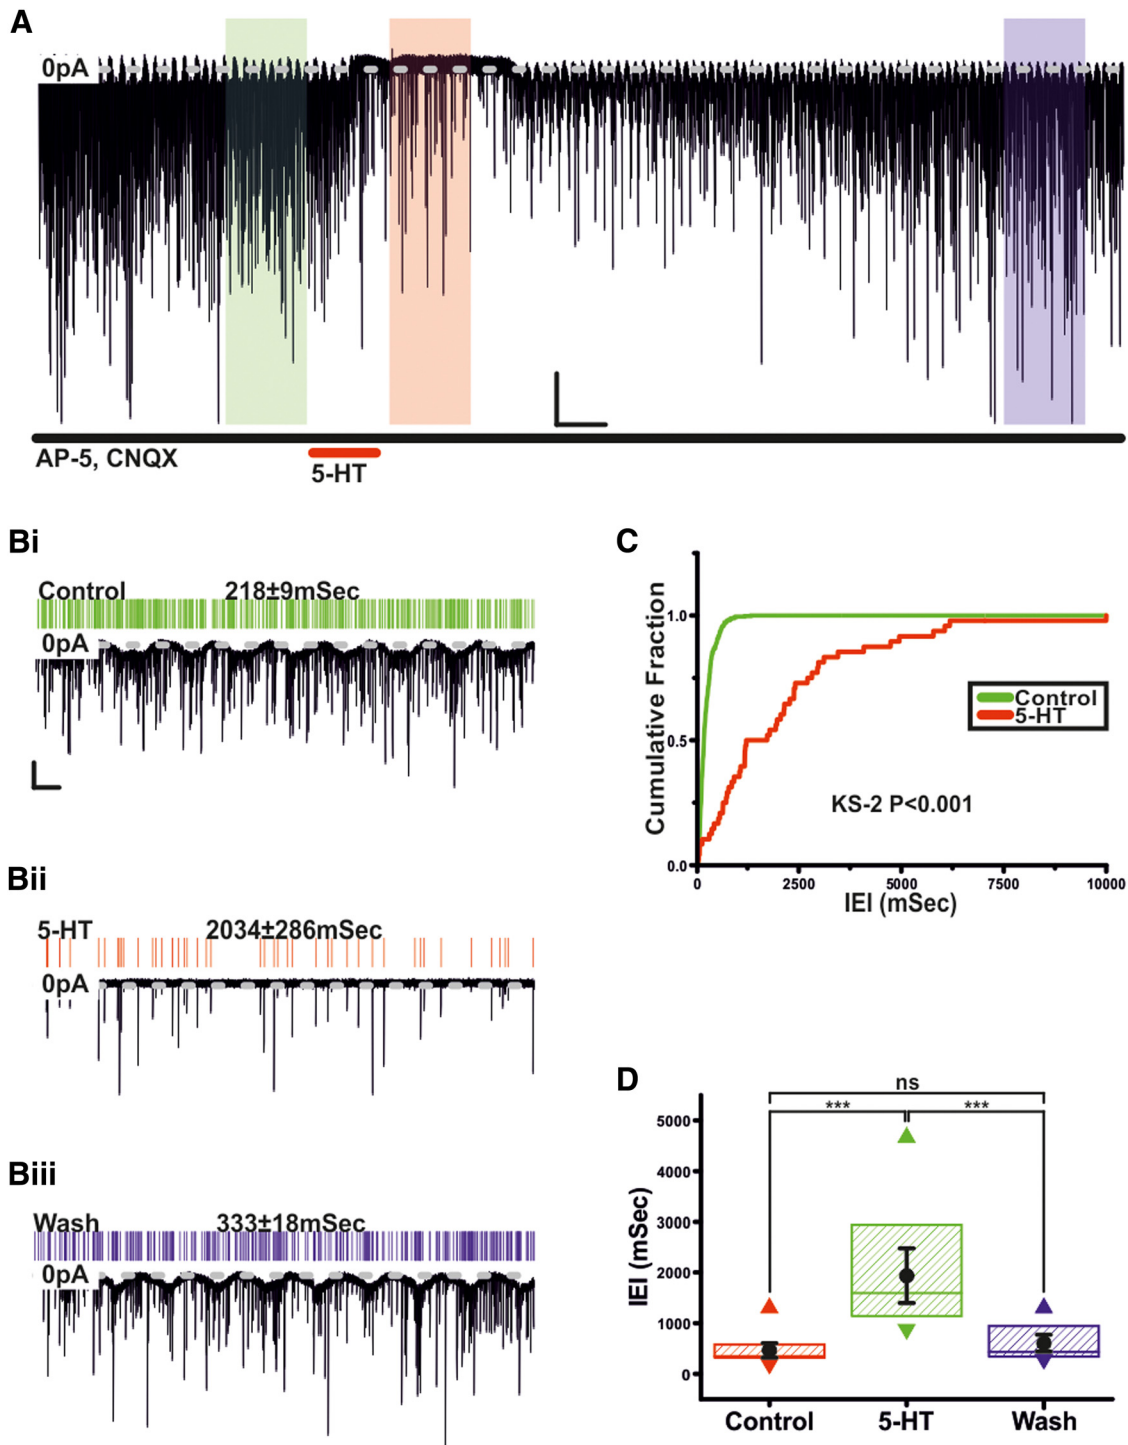 A
0pA
AP-5, CNQX
5-HT
Bi
Control 218±9mSec
0pA
Bii
5-HT 2034±286mSec
0pA
Biii
Wash 333±18mSec
0pA
C
Cumulative Fraction
1.0
0.5
0.0
0 2500 5000 7500 10000
IEI (mSec)
Control
5-HT
KS-2 P<0.001
D
ns
*** ***
IEI (mSec)
5000
4000
3000
2000
1000
0
Control 5-HT Wash